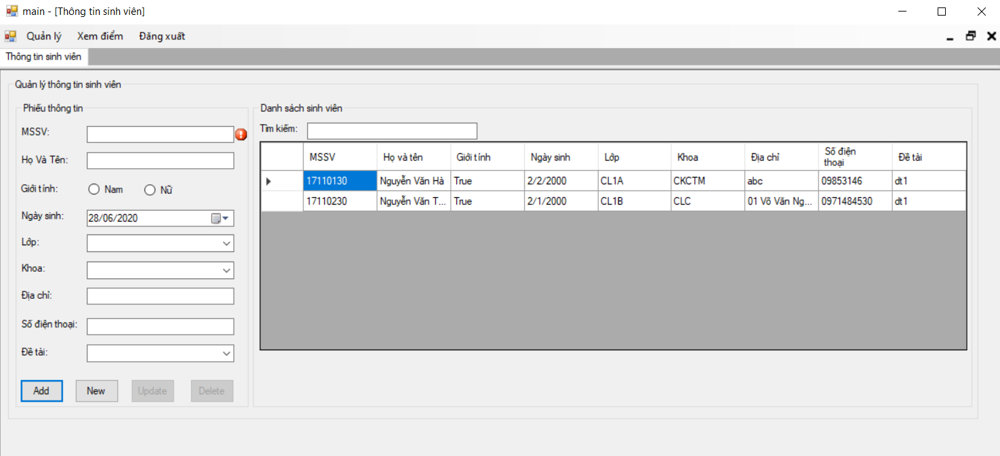 main - [Thông tin sinh viên]
Quản lý Xem điểm Đăng xuất
Thông tin sinh viên
Quản lý thông tin sinh viên
Phiếu thông tin
MSSV:
Họ Và Tên:
Giới tính: Nam Nữ
Ngày sinh: 28/06/2020
Lớp:
Khoa:
Địa chỉ:
Số điện thoại:
Đề tài:
Add New Update Delete
Danh sách sinh viên
Tìm kiếm:
MSSV Họ và tên Giới tính Ngày sinh Lớp Khoa Địa chỉ Số điện thoại Đề tài
17110130 Nguyễn Văn Hà True 2/2/2000 CL1A CKCTM abc 09853146 dt1
17110230 Nguyễn Văn T... True 2/1/2000 CL1B CLC 01 Võ Văn Ng... 0971484530 dt1